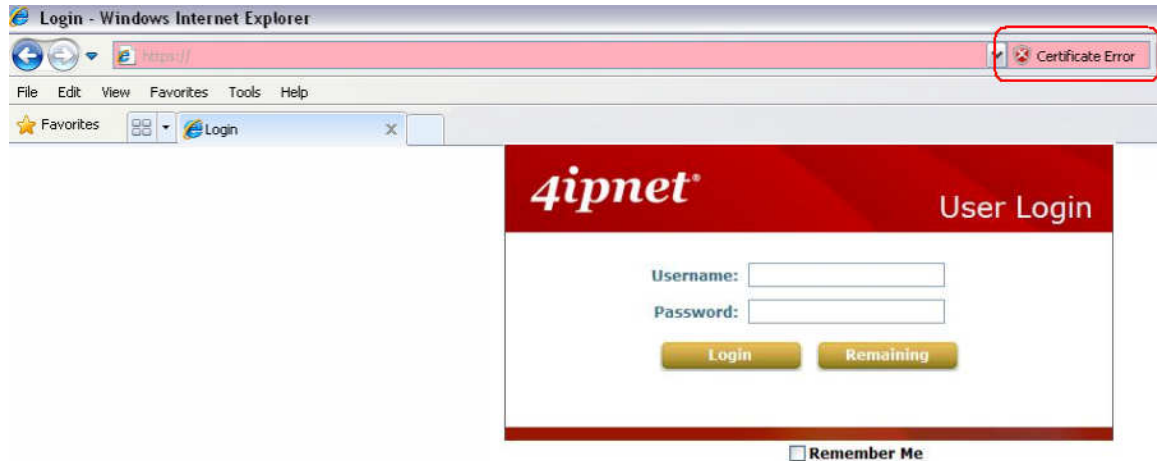 Login - Windows Internet Explorer
https://
Certificate Error
File Edit View Favorites Tools Help
Favorites
Login
4ipnet®
User Login
Username:
Password:
Login Remaining
Remember Me